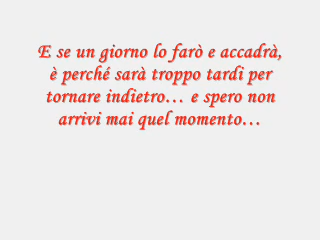 E se un giorno lo farò e accadrà,
è perché sarà troppo tardi per
tornare indietro… e spero non
arrivi mai quel momento…